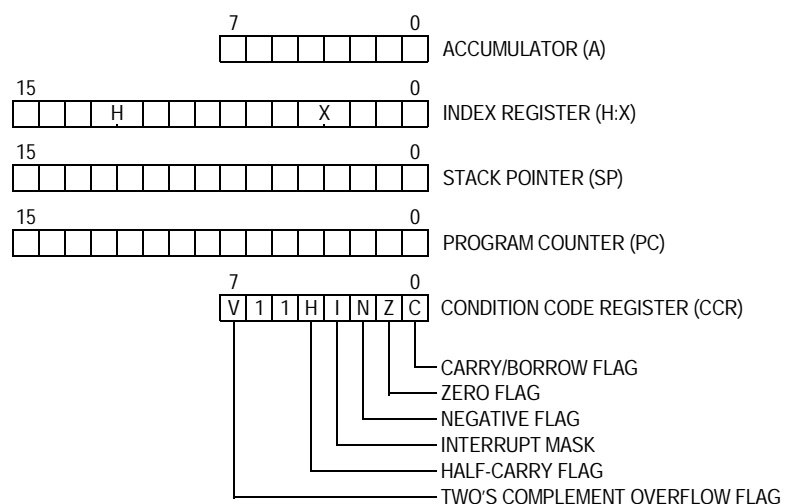 7 0
ACCUMULATOR (A)
15 0
H X INDEX REGISTER (H:X)
15 0
STACK POINTER (SP)
15 0
PROGRAM COUNTER (PC)
7 0
V 1 1 H I N Z C CONDITION CODE REGISTER (CCR)
CARRY/BORROW FLAG
ZERO FLAG
NEGATIVE FLAG
INTERRUPT MASK
HALF-CARRY FLAG
TWO'S COMPLEMENT OVERFLOW FLAG